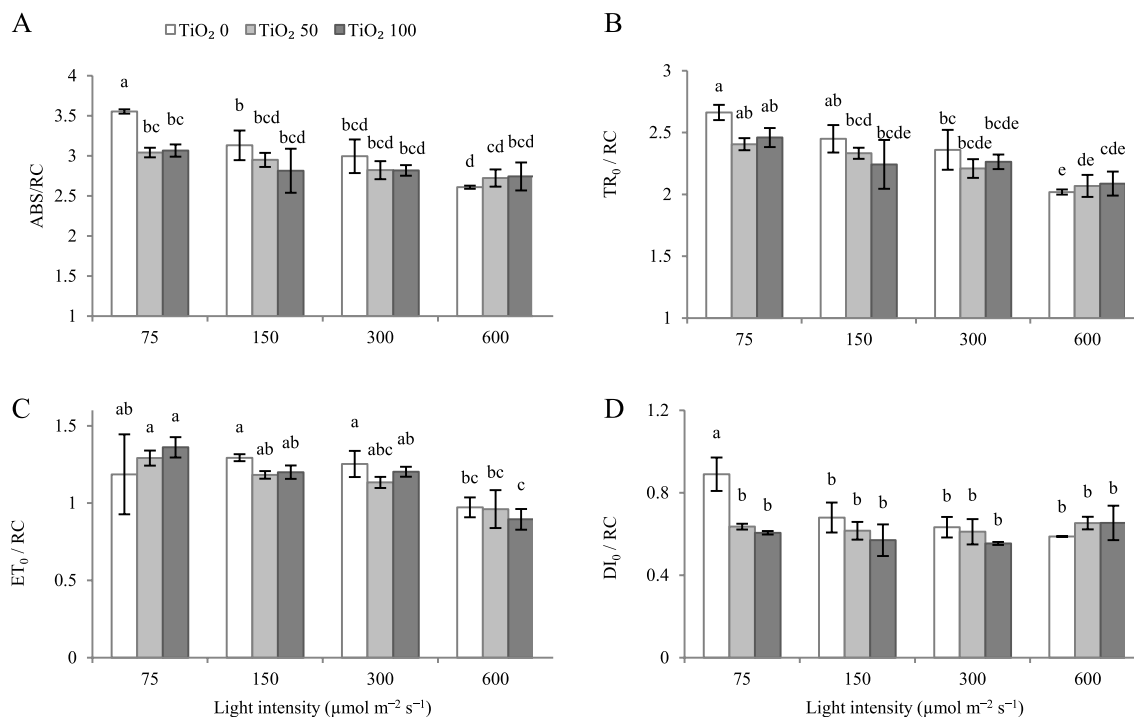 A
TiO₂ 0 TiO₂ 50 TiO₂ 100
ABS/RC
4
3.5
3
2.5
2
1.5
1
a bc bc b bcd bcd bcd bcd bcd d cd cd
75 150 300 600
B
TR₀ / RC
3
2.5
2
1.5
1
a ab ab ab bcd bcde bc bcde bcde e de cde
75 150 300 600
C
ET₀ / RC
1.5
1
0.5
0
ab a a a ab ab a abc ab bc bc c
75 150 300 600
Light intensity (µmol m⁻² s⁻¹)
D
DI₀ / RC
1.2
0.8
0.4
0
a b b b b b b b b b b b
75 150 300 600
Light intensity (µmol m⁻² s⁻¹)